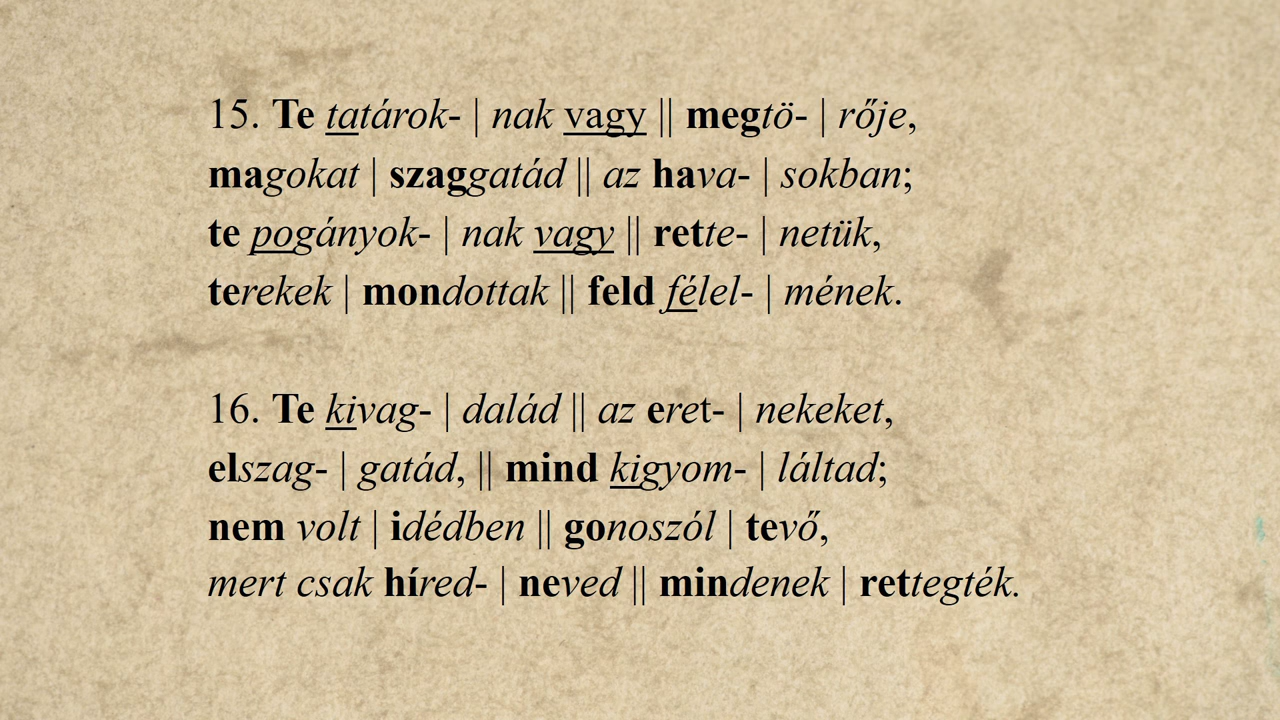 15. Te tatárok- | nak vagy || megtö- | rője,
magokat | szaggatád || az hava- | sokban;
te pogányok- | nak vagy || rette- | netük,
terekek | mondottak || feld félel- | mének.
16. Te kivag- | dalád || az eret- | nekeket,
elszag- | gatád, || mind kigyom- | láltad;
nem volt | idédben || gonoszól | tevő,
mert csak híred- | neved || mindenek | rettegték.